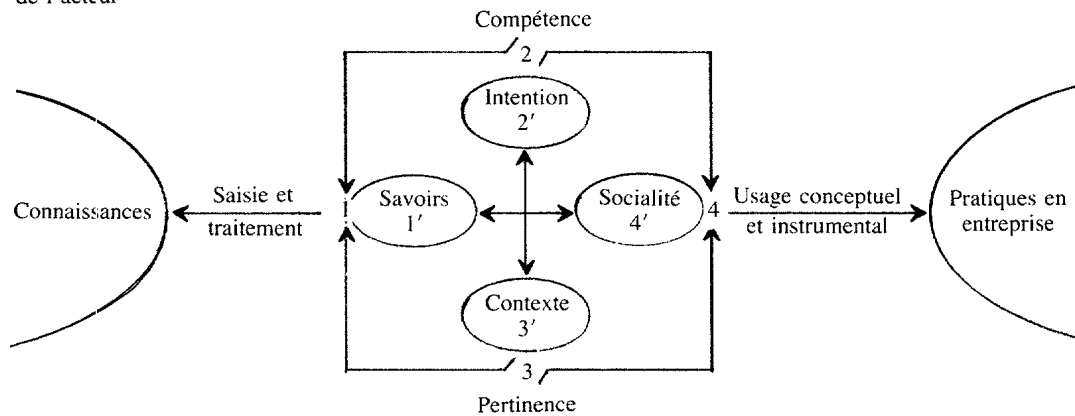 de l'acteur
Compétence
2
Intention
2′
Connaissances
Saisie et
traitement
1
Savoirs
1′
Socialité
4′
4
Usage conceptuel
et instrumental
Pratiques en
entreprise
Contexte
3′
3
Pertinence